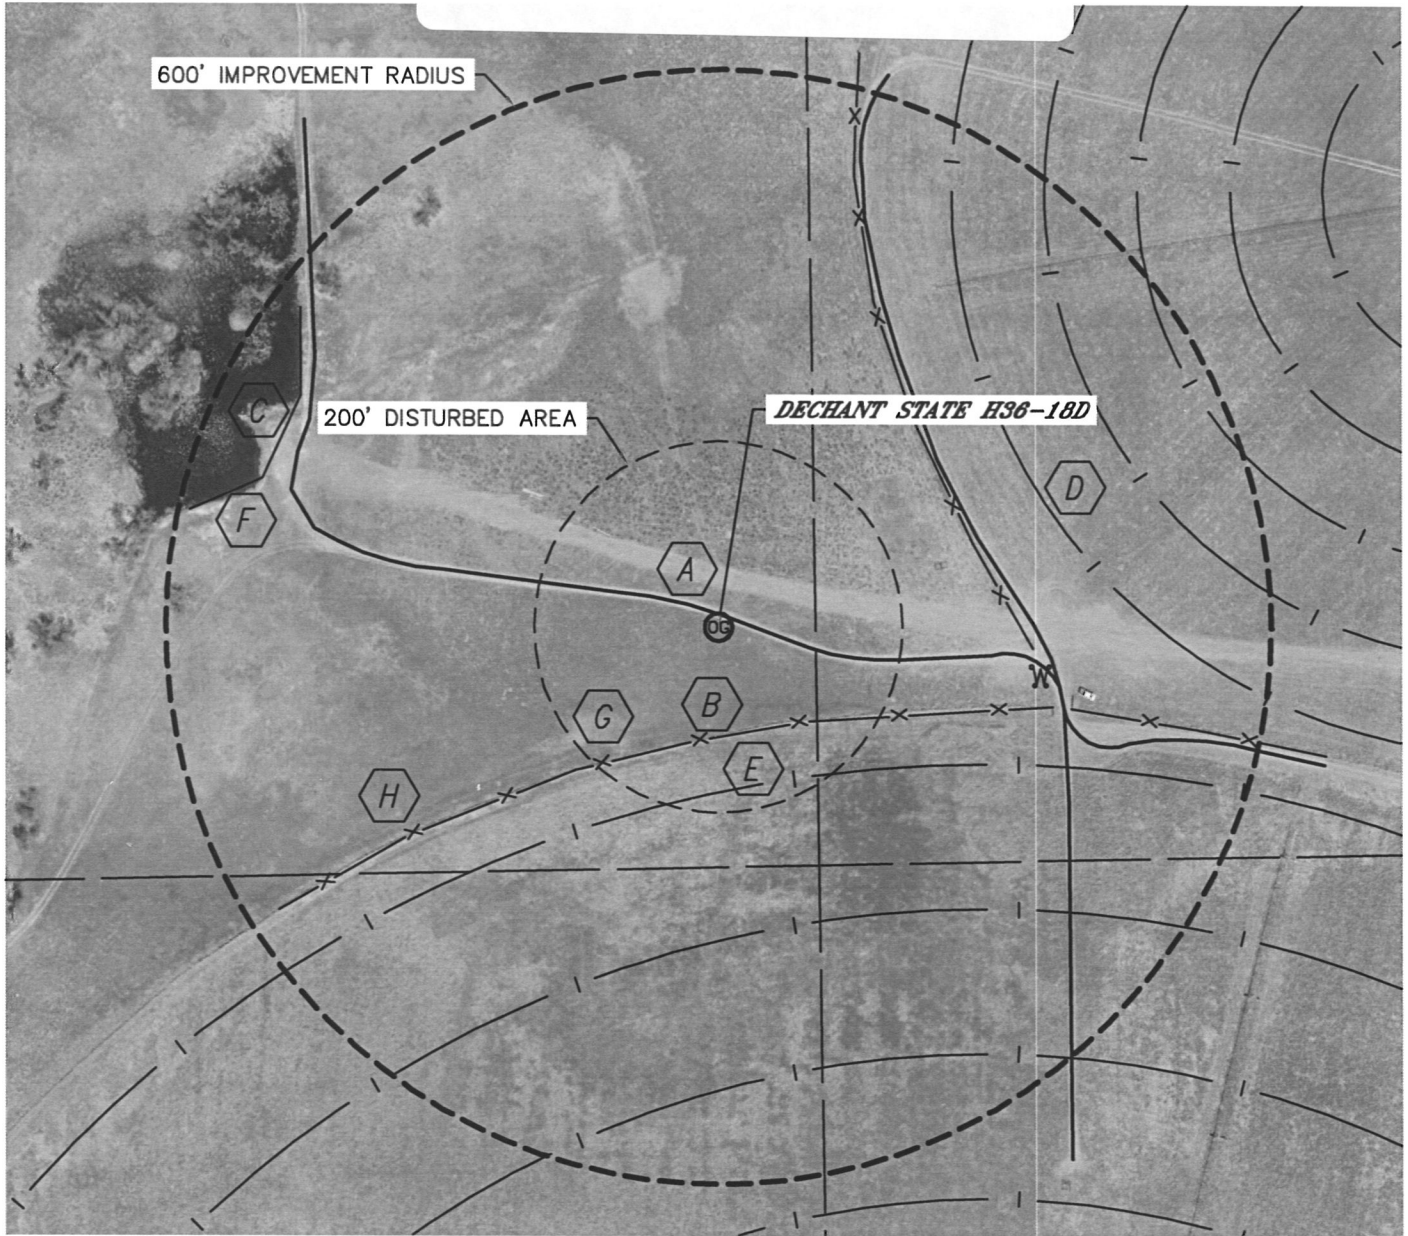 600' IMPROVEMENT RADIUS
200' DISTURBED AREA
DECHANT STATE H36-18D
C
D
F
A
OG
W
G
B
E
H